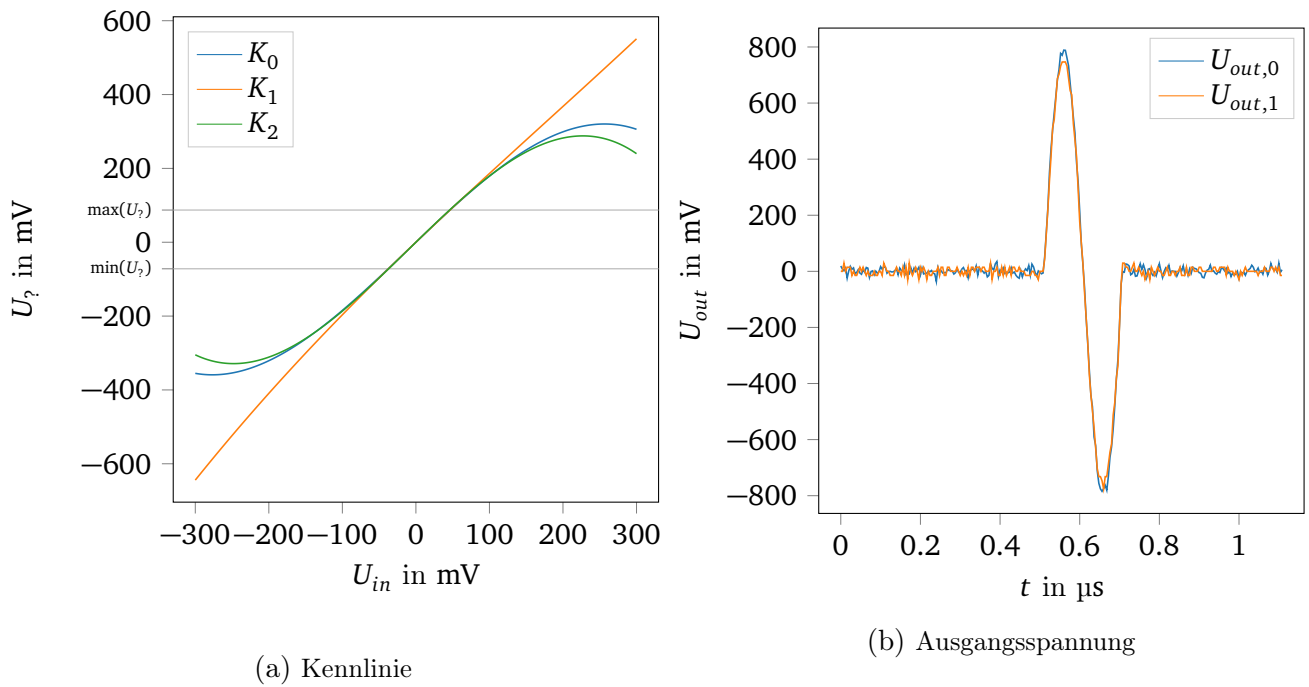 600
400
200
max(U?)
0
min(U?)
−200
−400
−600
U? in mV
K0
K1
K2
−300 −200 −100 0 100 200 300
Uin in mV
(a) Kennlinie
800
600
400
200
0
−200
−400
−600
−800
Uout in mV
Uout,0
Uout,1
0 0.2 0.4 0.6 0.8 1
t in µs
(b) Ausgangsspannung